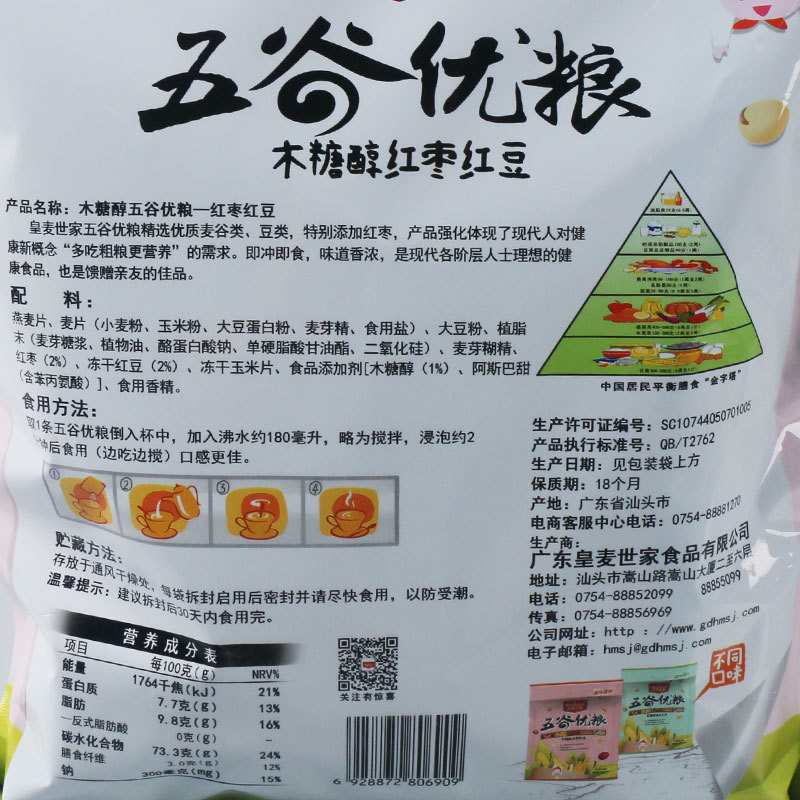 五谷优粮
木糖醇红枣红豆
产品名称：木糖醇五谷优粮—红枣红豆
皇麦世家五谷优粮精选优质麦谷类、豆类，特别添加红枣，产品强化体现了现代人对健
康新概念“多吃粗粮更营养”的需求。即冲即食，味道香浓，是现代各阶层人士理想的健
康食品，也是馈赠亲友的佳品。
配 料：
燕麦片、麦片（小麦粉、玉米粉、大豆蛋白粉、麦芽精、食用盐）、大豆粉、植脂
末（麦芽糖浆、植物油、酪蛋白酸钠、单硬脂酸甘油酯、二氧化硅）、麦芽糊精、
红枣（2%）、冻干红豆（2%）、冻干玉米片、食品添加剂[木糖醇（1%）、阿斯巴甜
（含苯丙氨酸）]、食用香精。
食用方法：
取1条五谷优粮倒入杯中，加入沸水约180毫升，略为搅拌，浸泡约2
分钟后食用（边吃边搅）口感更佳。
① ② ③ ④
贮藏方法：
存放于通风干燥处，每袋拆封启用后密封并请尽快食用，以防受潮。
温馨提示：建议拆封后30天内食用完。
营养成分表
项目 每100克(g) NRV%
能量 1764千焦(kJ) 21%
蛋白质 7.7克(g) 13%
脂肪 9.8克(g) 16%
—反式脂肪酸 0克(g) —
碳水化合物 73.3克(g) 24%
膳食纤维 3.0克(g) 12%
钠 300毫克(mg) 15%
关注有惊喜
6 928872 806909
中国居民平衡膳食“金字塔”
生产许可证编号：SC10744050701005
产品执行标准号：QB/T2762
生产日期：见包装袋上方
保质期：18个月
产地：广东省汕头市
电商客服中心电话：0754-88881270
生产商：
广东皇麦世家食品有限公司
地址：汕头市嵩山路嵩山大厦二至六层
电话：0754-88852099 88855099
传真：0754-88856969
公司网址：http：//www.gdhmsj.com
电子邮箱：hmsj@gdhmsj.com
不同
口味
五谷优粮
五谷优粮